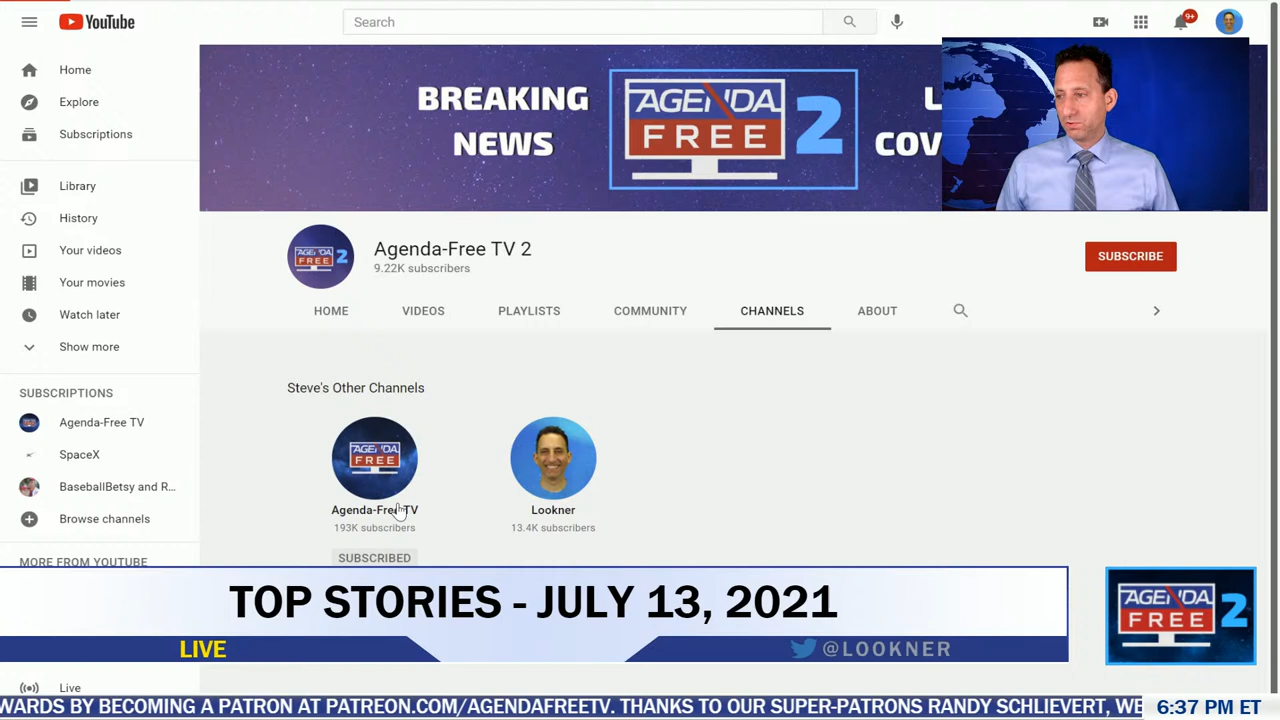 YouTube
Search
9+
Home
Explore
Subscriptions
Library
History
Your videos
Your movies
Watch later
Show more
SUBSCRIPTIONS
Agenda-Free TV
SpaceX
BaseballBetsy and R...
Browse channels
MORE FROM YOUTUBE
Live
BREAKING
NEWS
AGENDA
FREE 2
L
COV
AGENDA
FREE 2
Agenda-Free TV 2
9.22K subscribers
SUBSCRIBE
HOME
VIDEOS
PLAYLISTS
COMMUNITY
CHANNELS
ABOUT
Steve's Other Channels
AGENDA
FREE
Agenda-Free TV
193K subscribers
SUBSCRIBED
Lookner
13.4K subscribers
TOP STORIES - JULY 13, 2021
LIVE
@LOOKNER
AGENDA
FREE 2
WARDS BY BECOMING A PATRON AT PATREON.COM/AGENDAFREETV. THANKS TO OUR SUPER-PATRONS RANDY SCHLIEVERT, WE
6:37 PM ET